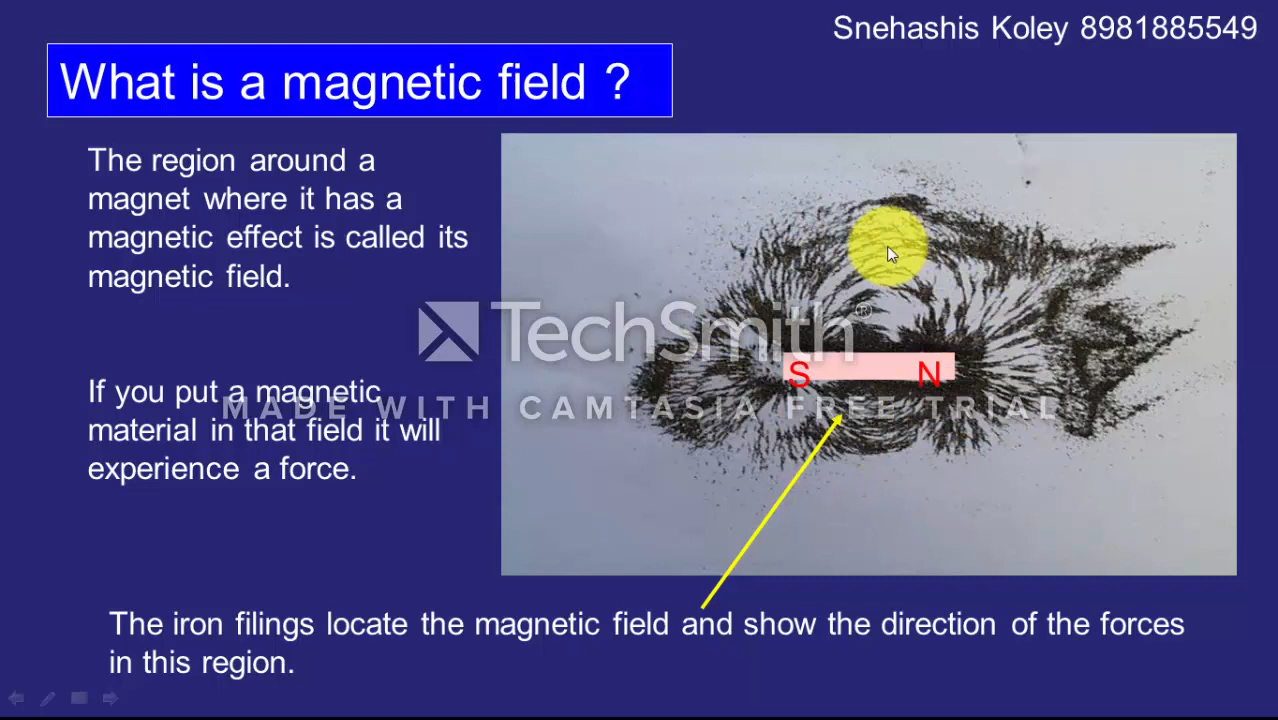 Snehashis Koley 8981885549
What is a magnetic field ?
The region around a
magnet where it has a
magnetic effect is called its
magnetic field.
TechSmith®
S N
If you put a magnetic
material in that field it will
experience a force.
MADE WITH CAMTASIA FREE TRIAL
The iron filings locate the magnetic field and show the direction of the forces
in this region.